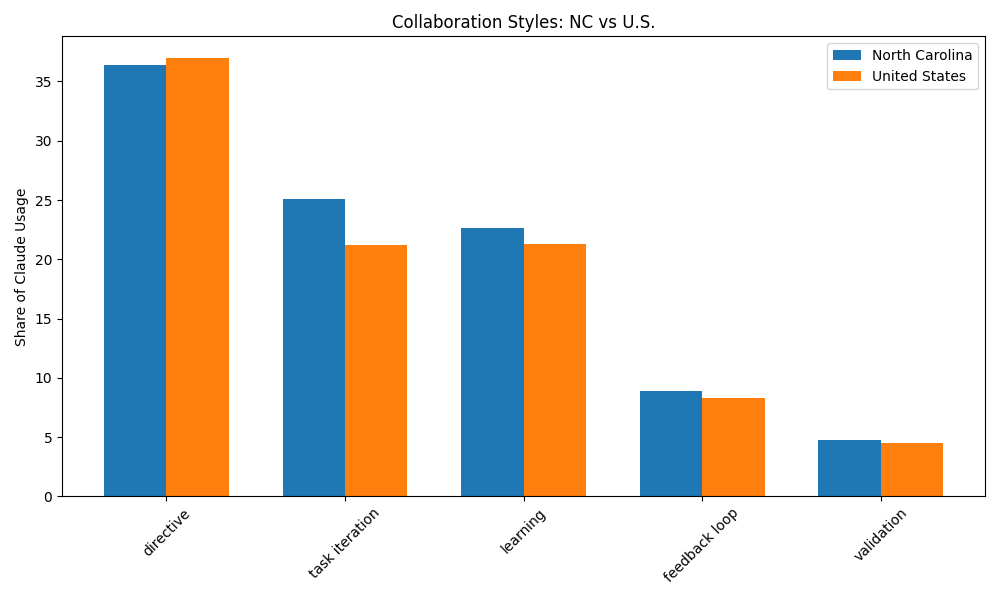 Collaboration Styles: NC vs U.S.
North Carolina
United States
Share of Claude Usage
35
30
25
20
15
10
5
0
directive
task iteration
learning
feedback loop
validation